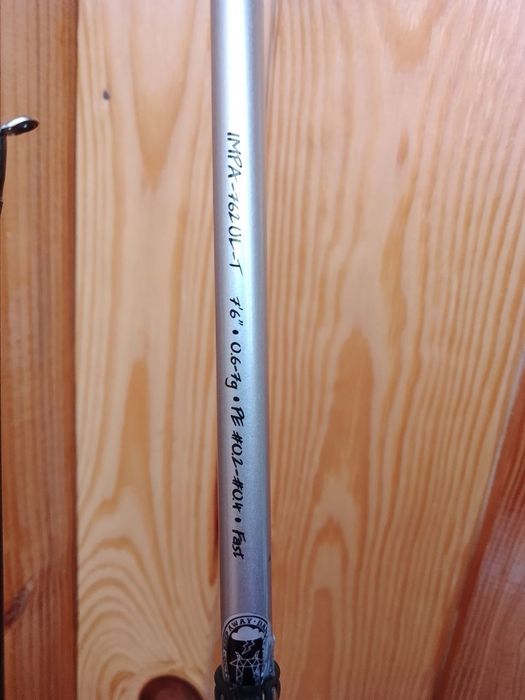 IMPA-762UL-T 7'6" • 0.6-7g • PE #0.2-#0.4 • Fast